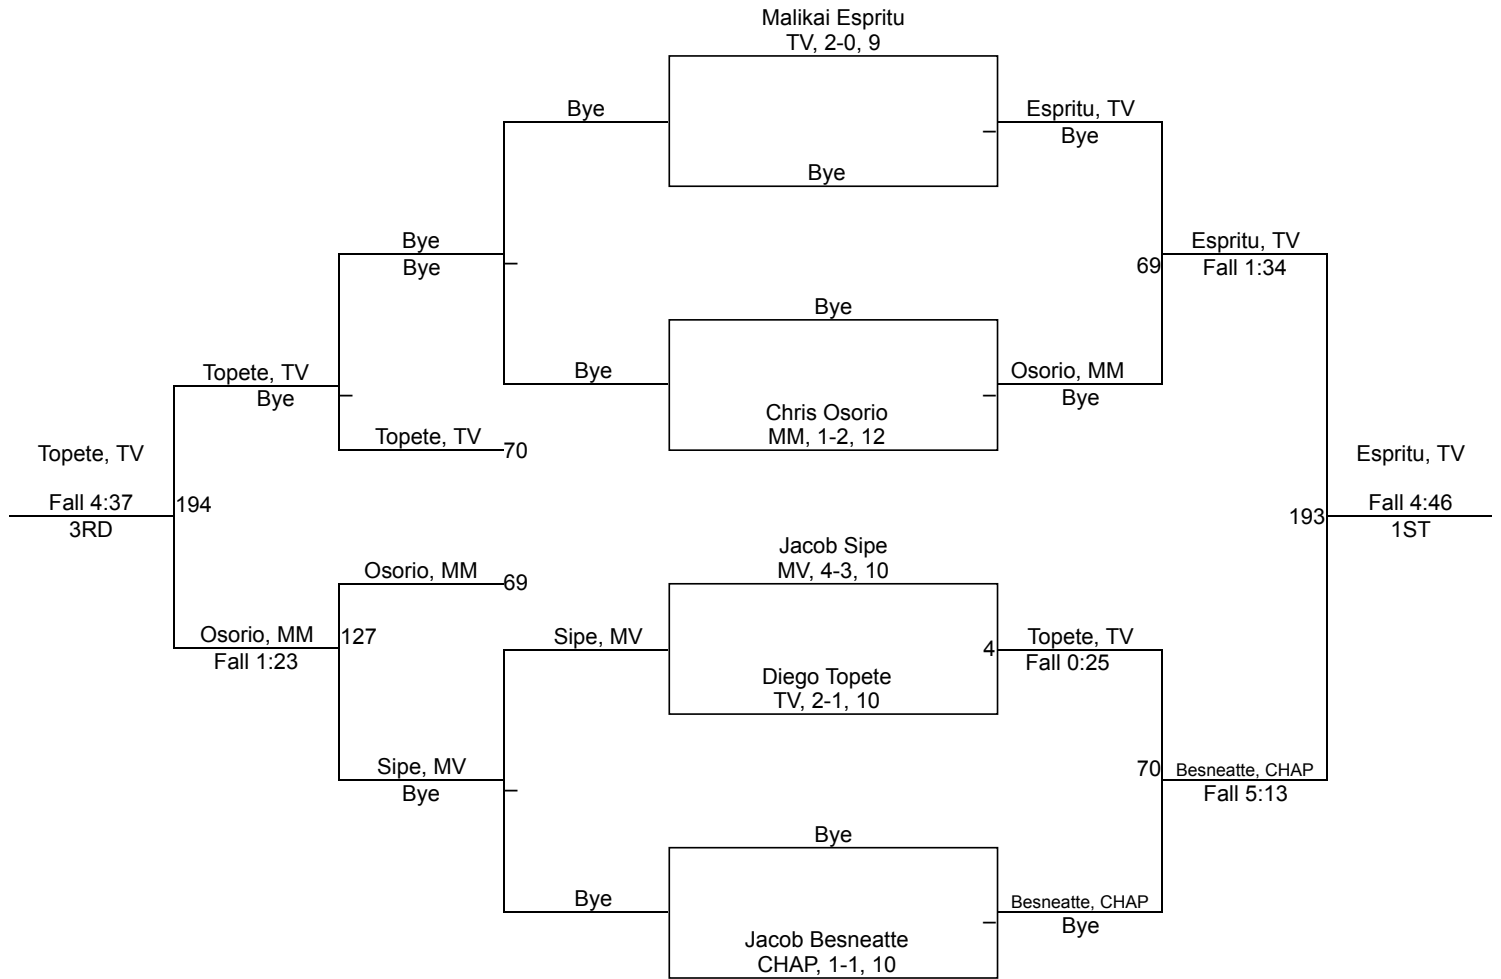 Malikai Espritu
TV, 2-0, 9
Bye
Espritu, TV
Bye
Bye
Bye
Bye
Espritu, TV
Fall 1:34
69
Bye
Topete, TV
Bye
Bye
Osorio, MM
Bye
Chris Osorio
MM, 1-2, 12
Topete, TV
70
Topete, TV
Fall 4:37
3RD
194
Espritu, TV
Fall 4:46
1ST
193
Jacob Sipe
MV, 4-3, 10
Osorio, MM
69
Osorio, MM
Fall 1:23
127
Sipe, MV
4
Topete, TV
Fall 0:25
Diego Topete
TV, 2-1, 10
Sipe, MV
Bye
70
Besneatte, CHAP
Fall 5:13
Bye
Bye
Besneatte, CHAP
Bye
Jacob Besneatte
CHAP, 1-1, 10